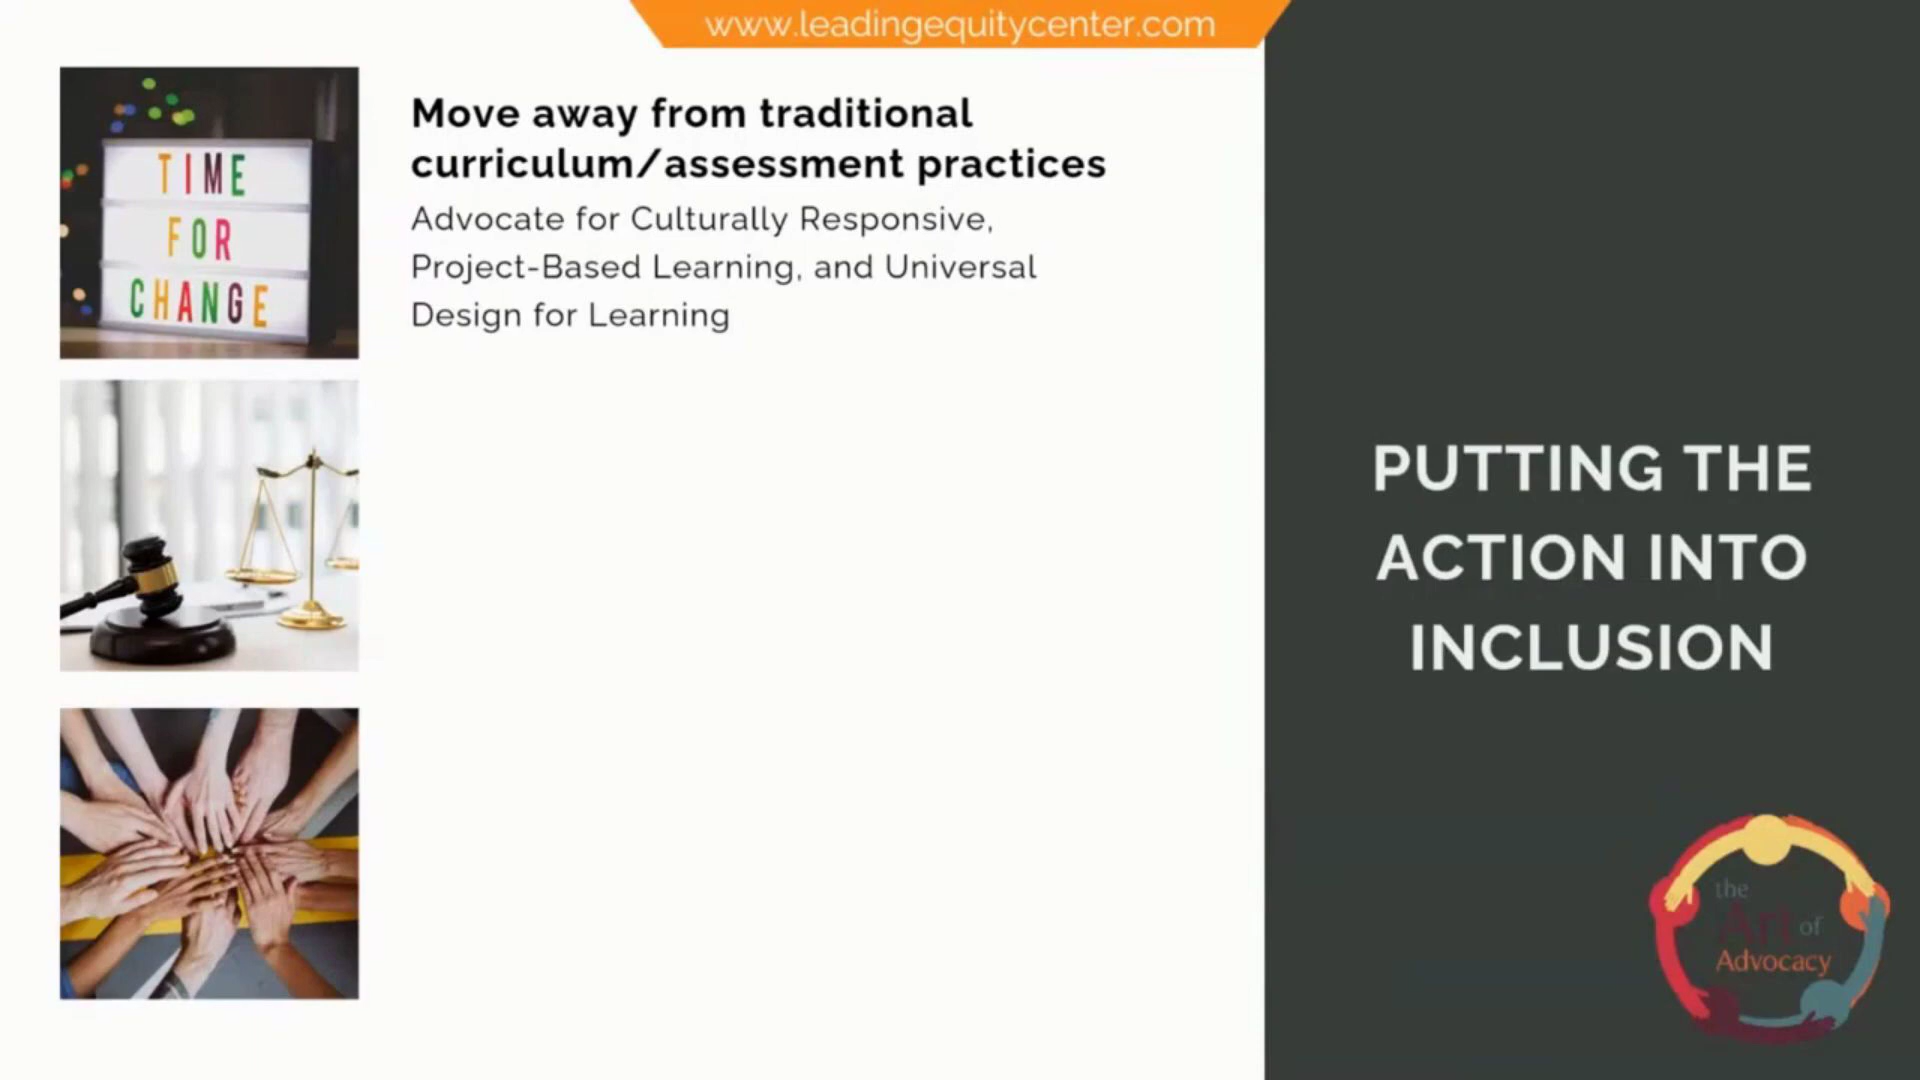 www.leadingequitycenter.com
TIME
FOR
CHANGE
Move away from traditional
curriculum/assessment practices
Advocate for Culturally Responsive,
Project-Based Learning, and Universal
Design for Learning
PUTTING THE
ACTION INTO
INCLUSION
the
Art of
Advocacy